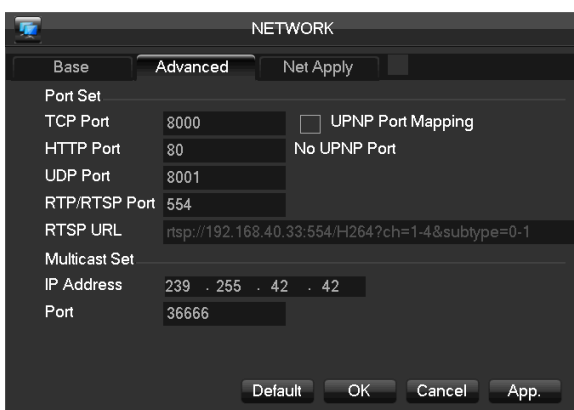 NETWORK
Base Advanced Net Apply
Port Set
TCP Port 8000 UPNP Port Mapping
HTTP Port 80 No UPNP Port
UDP Port 8001
RTP/RTSP Port 554
RTSP URL rtsp://192.168.40.33:554/H264?ch=1-4&subtype=0-1
Multicast Set
IP Address 239 . 255 . 42 . 42
Port 36666
Default OK Cancel App.